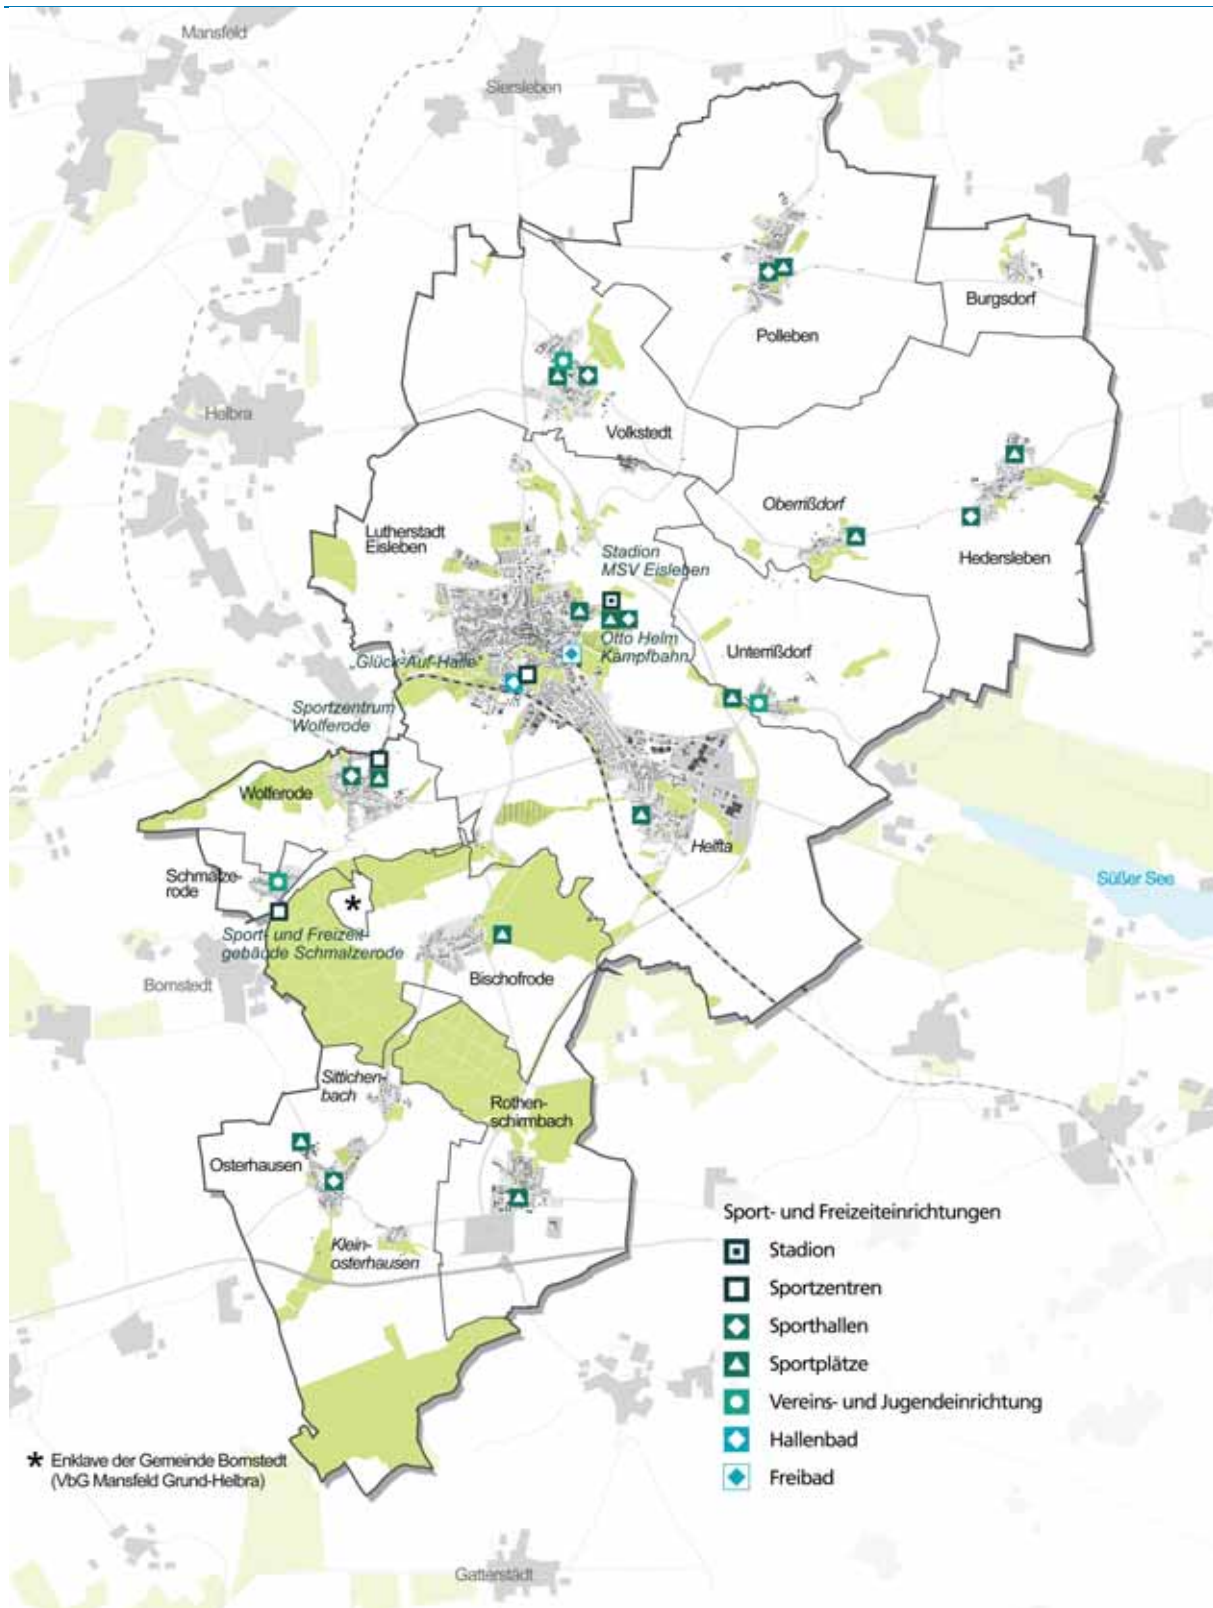 Mansfeld
Siersleben
Burgsdorf
Polleben
Helbra
Volkstedt
Oberrißdorf
Lutherstadt
Eisleben
Stadion
MSV Eisleben
Hedersleben
Otto Helm
Kampfbahn
Unterrißdorf
„Glück-Auf-Halle“
Sportzentrum
Wolferode
Wolferode
Helfta
Schmalze-
rode
Süßer See
*
Sport- und Freizeit-
gebäude Schmalzerode
Bischofrode
Bornstedt
Sittichen-
bach
Rothen-
schirmbach
Osterhausen
Klein-
osterhausen
Sport- und Freizeiteinrichtungen
Stadion
Sportzentren
Sporthallen
Sportplätze
Vereins- und Jugendeinrichtung
Hallenbad
Freibad
* Enklave der Gemeinde Bornstedt
(VbG Mansfeld Grund-Helbra)
Gatterstädt